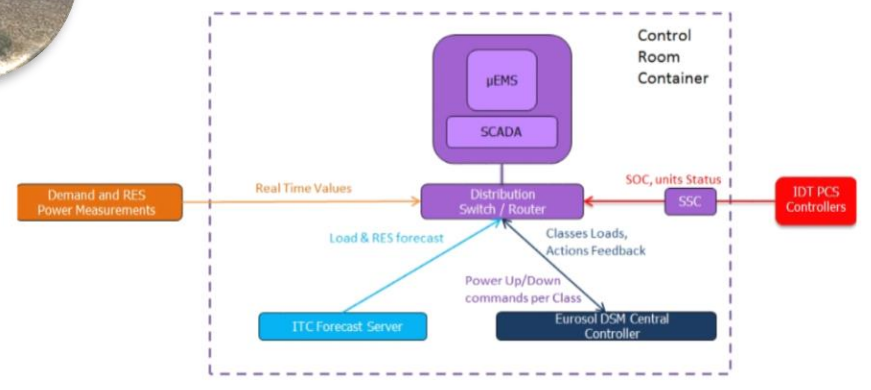 Control
Room
Container
μEMS
SCADA
Demand and RES
Power Measurements
Real Time Values
Distribution
Switch / Router
SOC, units Status
SSC
IDT PCS
Controllers
Load & RES forecast
Classes Loads,
Actions Feedback
Power Up/Down
commands per Class
ITC Forecast Server
Eurosol DSM Central
Controller